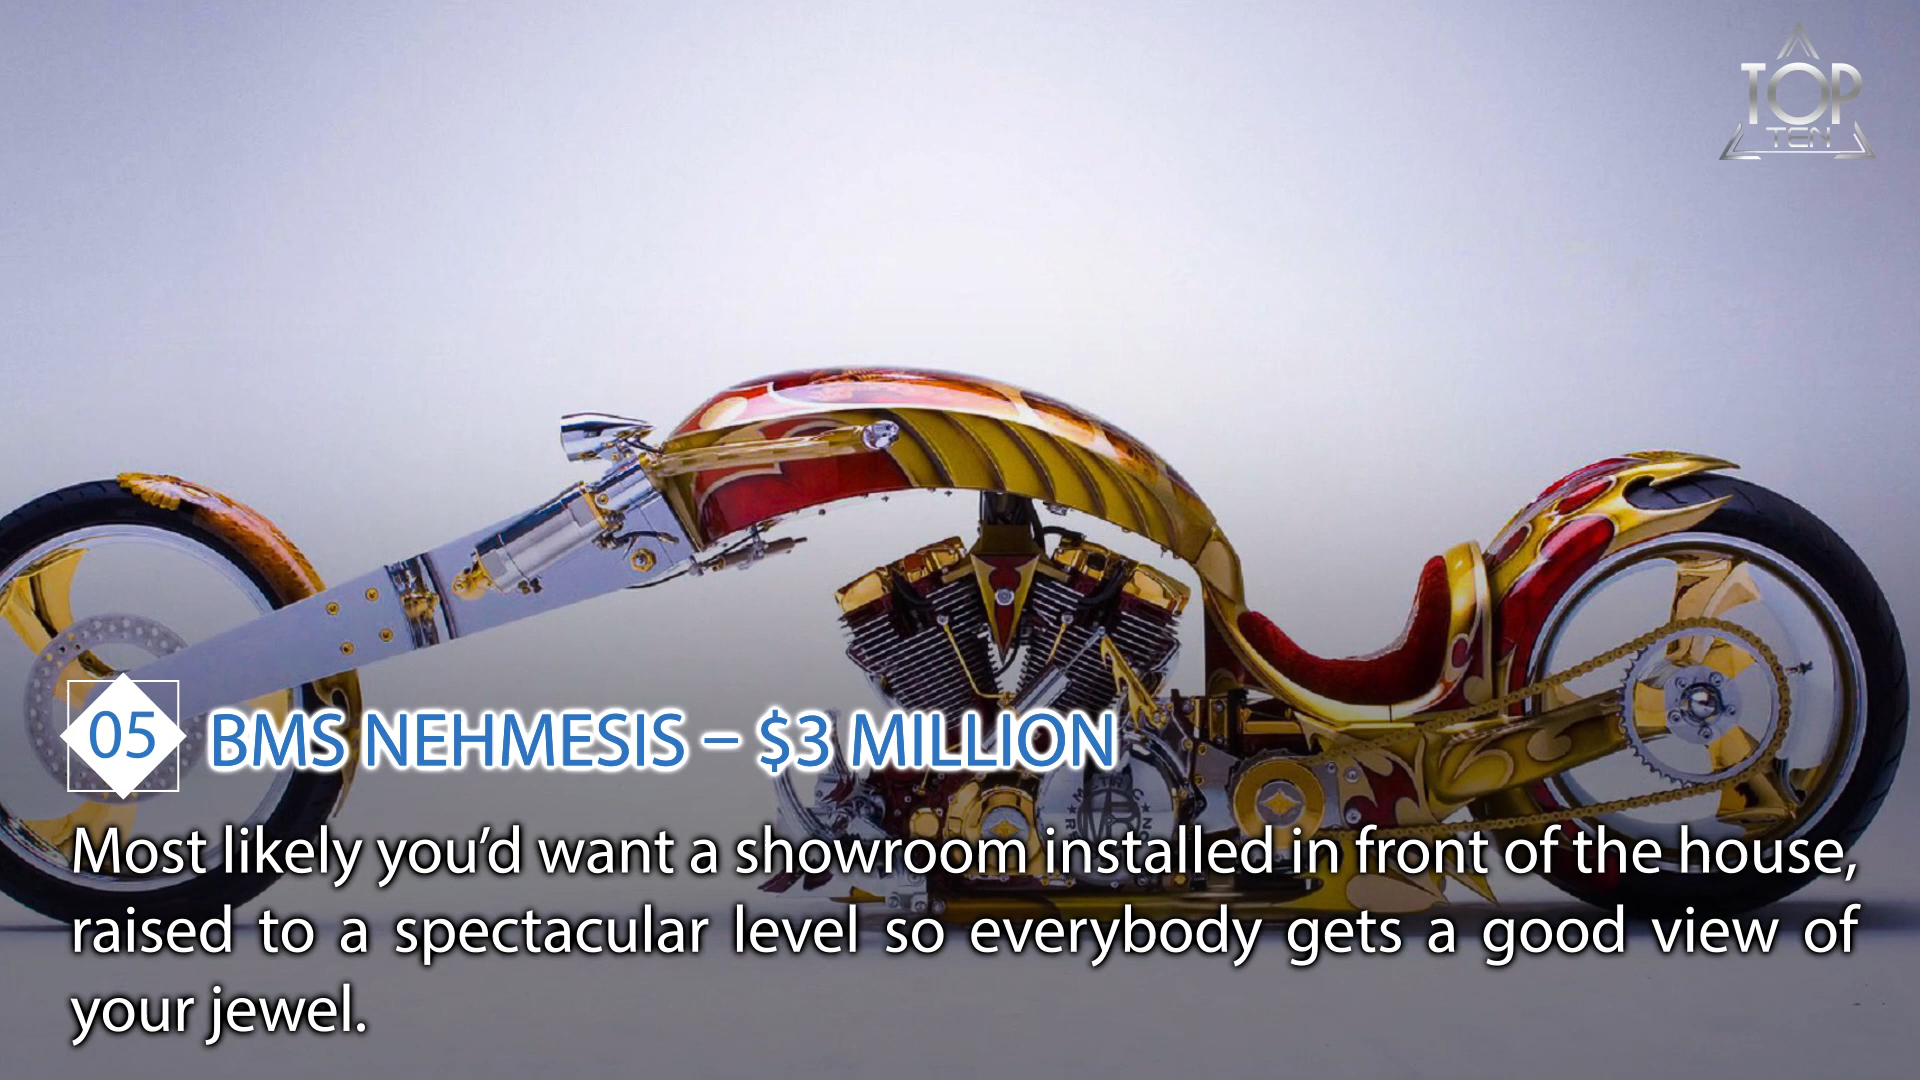 TOP
TEN
05
BMS NEHMESIS – $3 MILLION
Most likely you’d want a showroom installed in front of the house,
raised to a spectacular level so everybody gets a good view of
your jewel.